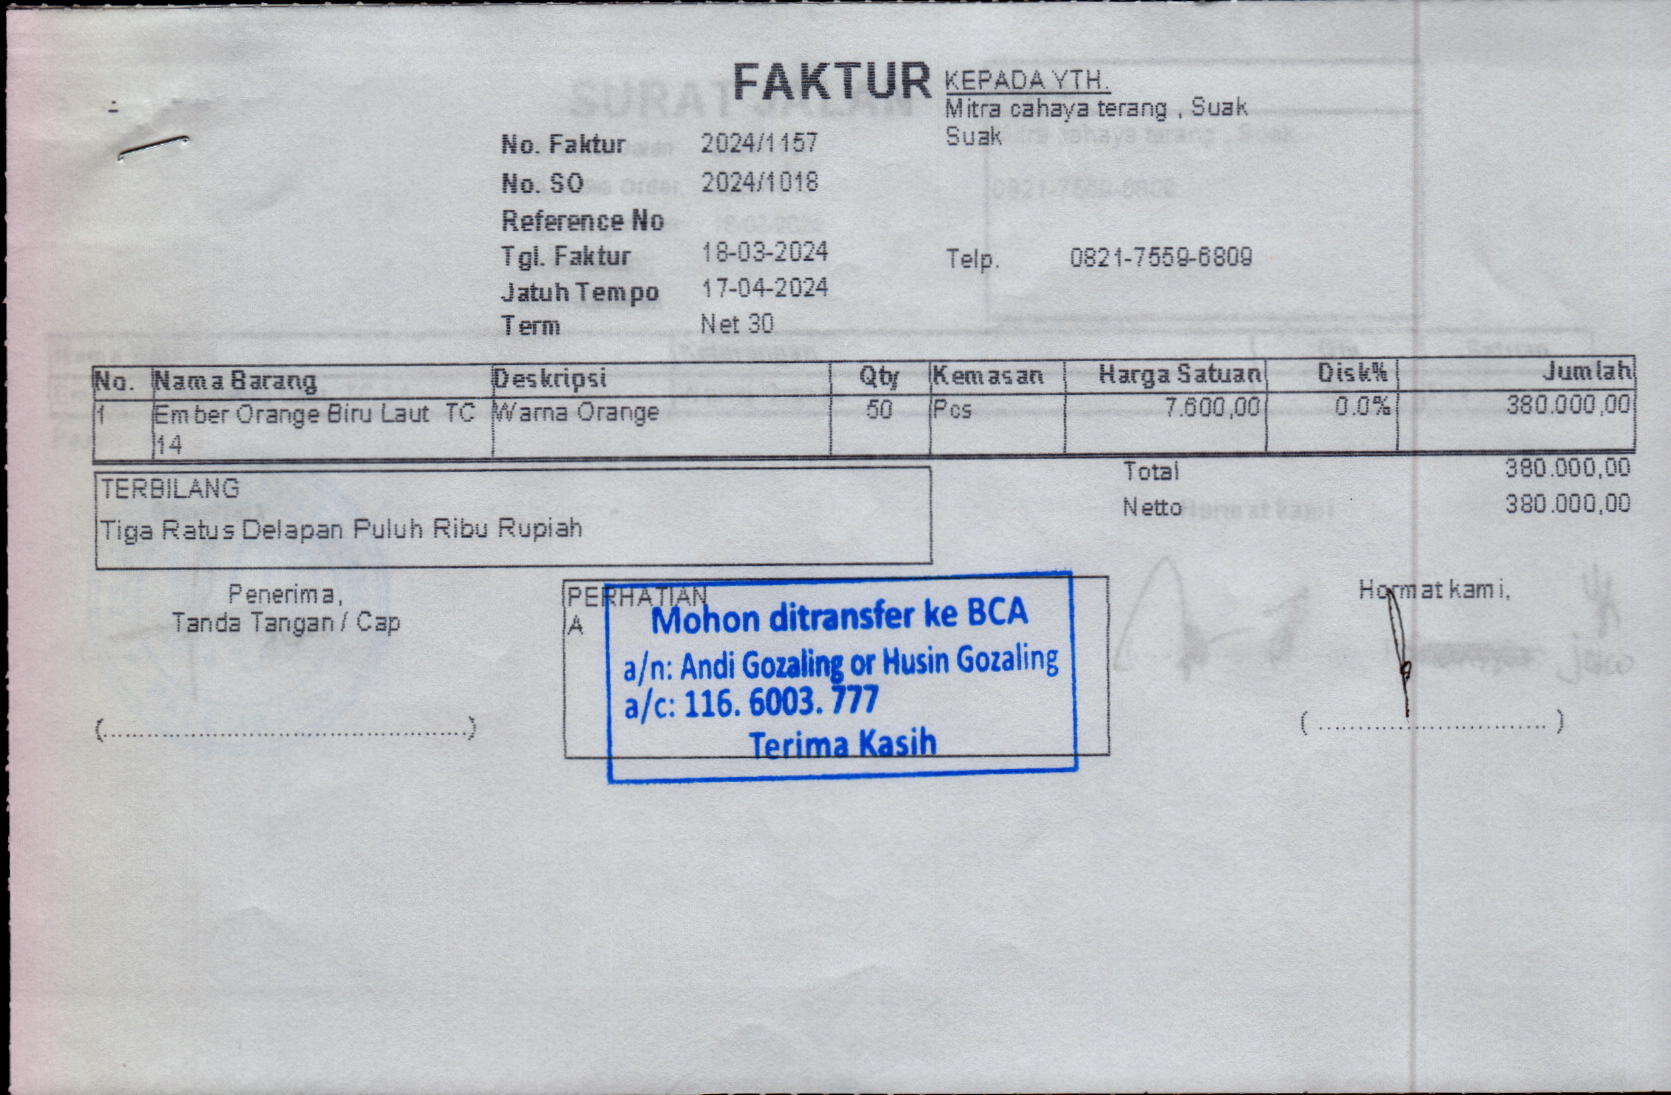 FAKTUR
KEPADA YTH.
Mitra cahaya terang , Suak
Suak
No. Faktur 2024/1157
No. SO 2024/1018
Reference No
Tgl. Faktur 18-03-2024
Telp. 0821-7559-6809
Jatuh Tempo 17-04-2024
Term Net 30
No. Nama Barang Deskripsi Qty Kemasan Harga Satuan Disk% Jumlah
1 Ember Orange Biru Laut TC Warna Orange 50 Pcs 7.600,00 0.0% 380.000,00
14
Total 380.000,00
Netto 380.000,00
TERBILANG
Tiga Ratus Delapan Puluh Ribu Rupiah
Penerima,
Tanda Tangan / Cap
(..........................................)
PERHATIAN
A
Mohon ditransfer ke BCA
a/n: Andi Gozaling or Husin Gozaling
a/c: 116. 6003. 777
Terima Kasih
Hormat kami,
( .......................... )